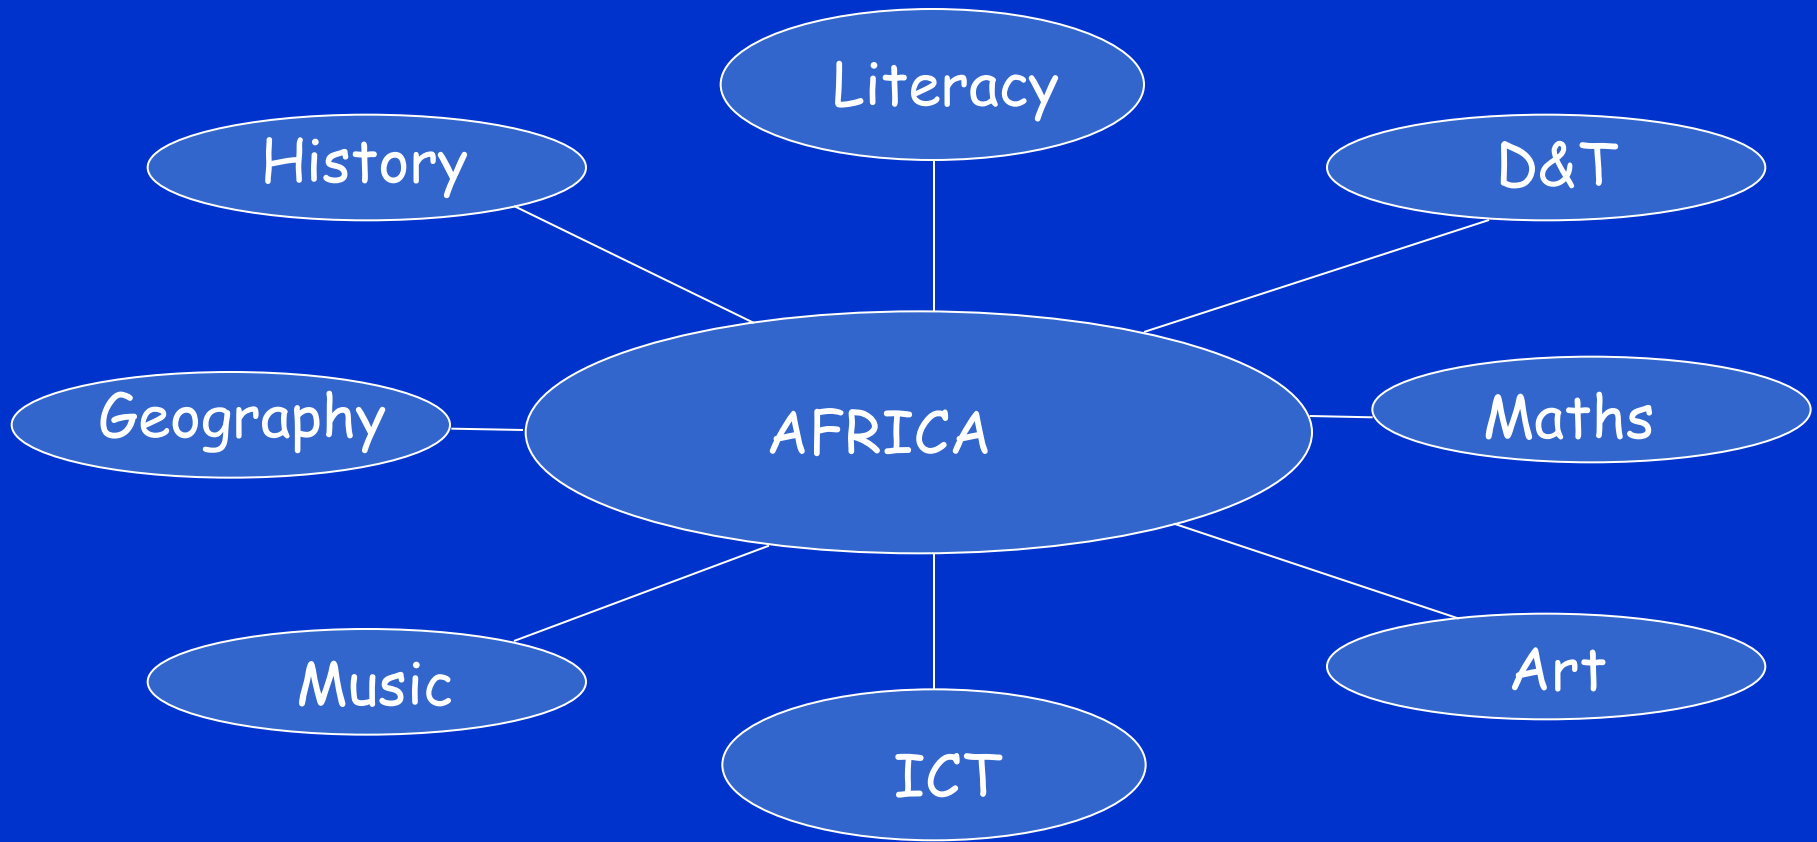 Literacy
History
D&T
Geography
AFRICA
Maths
Music
Art
ICT